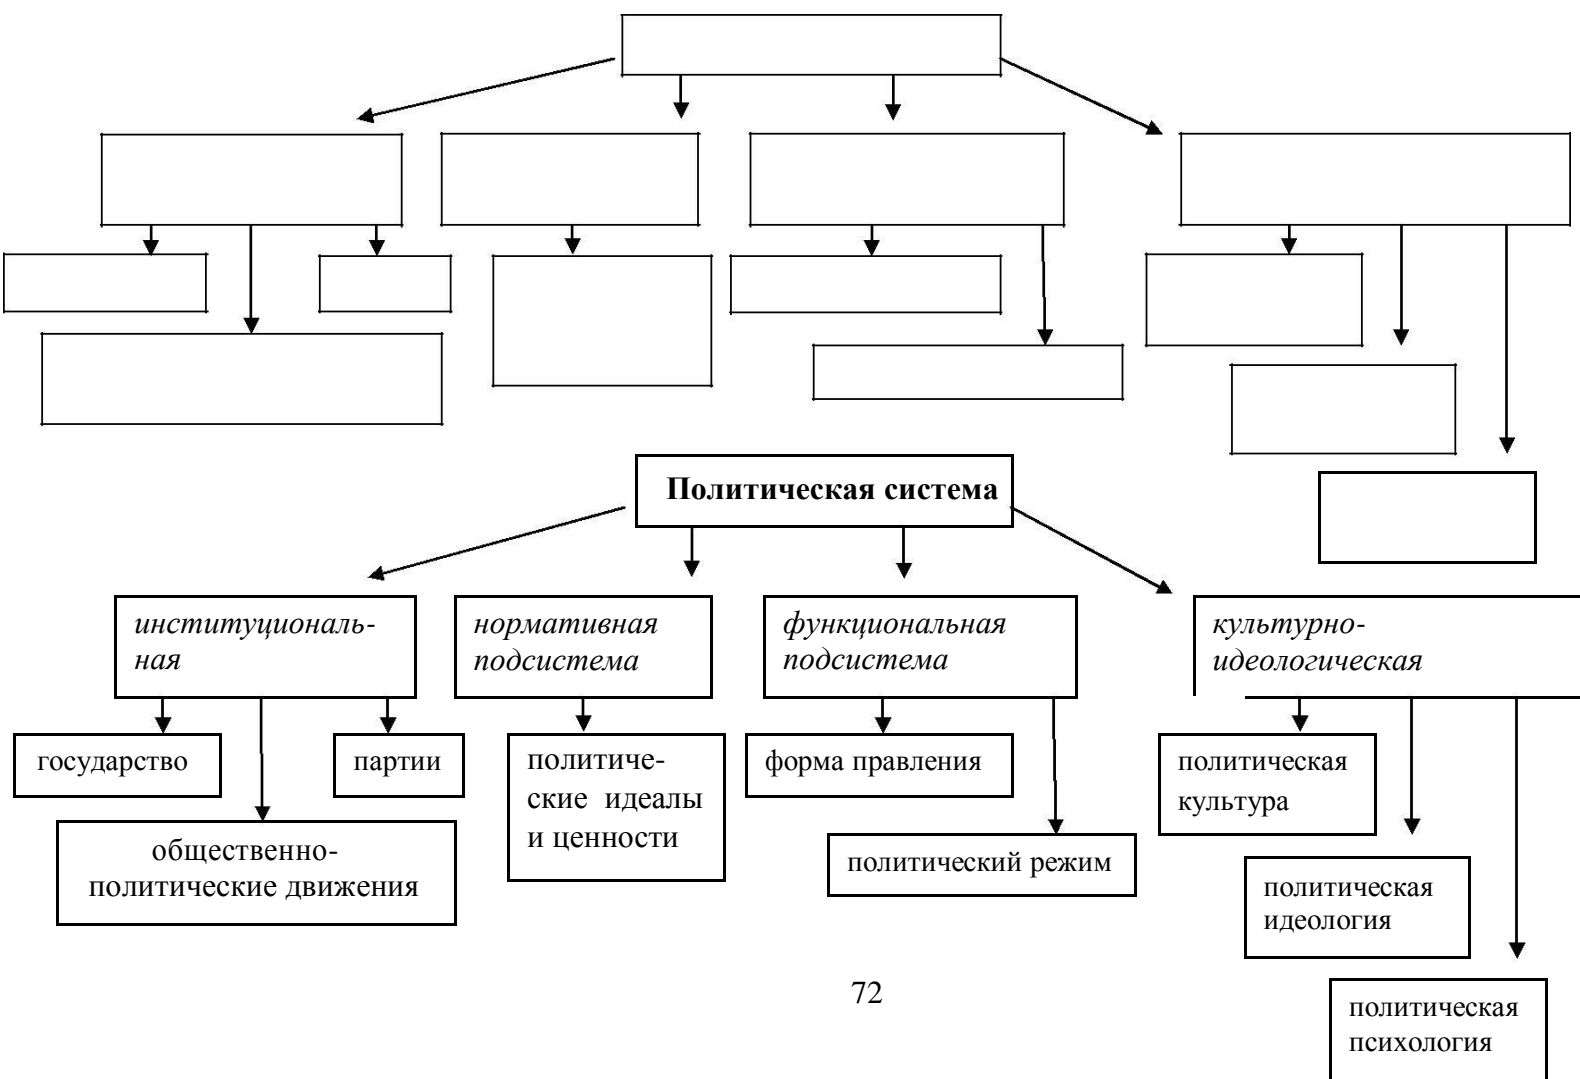 Политическая система
институциональ-
ная
нормативная
подсистема
функциональная
подсистема
культурно-
идеологическая
государство
партии
общественно-
политические движения
политиче-
ские идеалы
и ценности
форма правления
политический режим
политическая
культура
политическая
идеология
политическая
психология
72